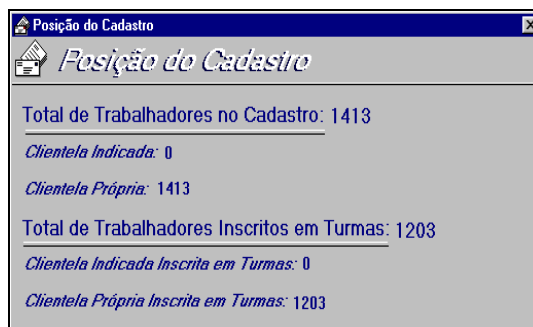 Posição do Cadastro
Posição do Cadastro
Total de Trabalhadores no Cadastro: 1413
Clientela Indicada: 0
Clientela Própria: 1413
Total de Trabalhadores Inscritos em Turmas: 1203
Clientela Indicada Inscrita em Turmas: 0
Clientela Própria Inscrita em Turmas: 1203